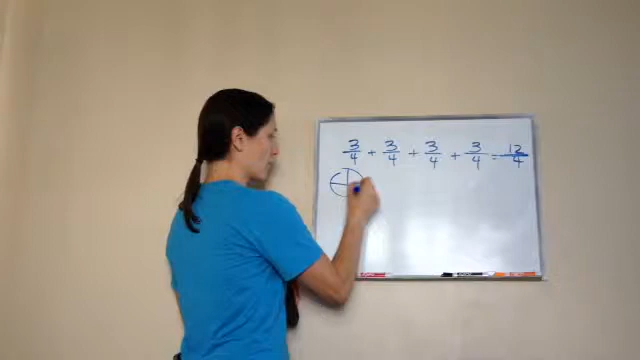 3/4 + 3/4 + 3/4 + 3/4 = 12/4